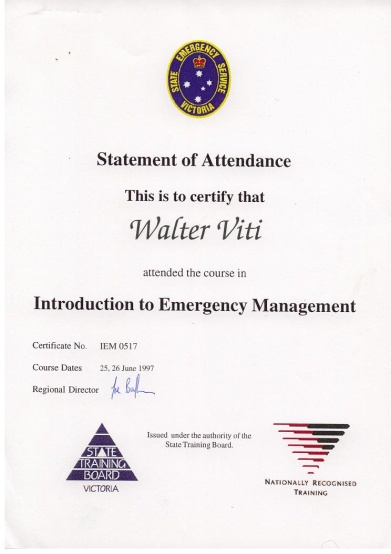 STATE EMERGENCY SERVICE
VICTORIA
Statement of Attendance
This is to certify that
Walter Viti
attended the course in
Introduction to Emergency Management
Certificate No. IEM 0517
Course Dates 25, 26 June 1997
Regional Director
Issued under the authority of the
State Training Board.
STATE
TRAINING
BOARD
VICTORIA
NATIONALLY RECOGNISED
TRAINING